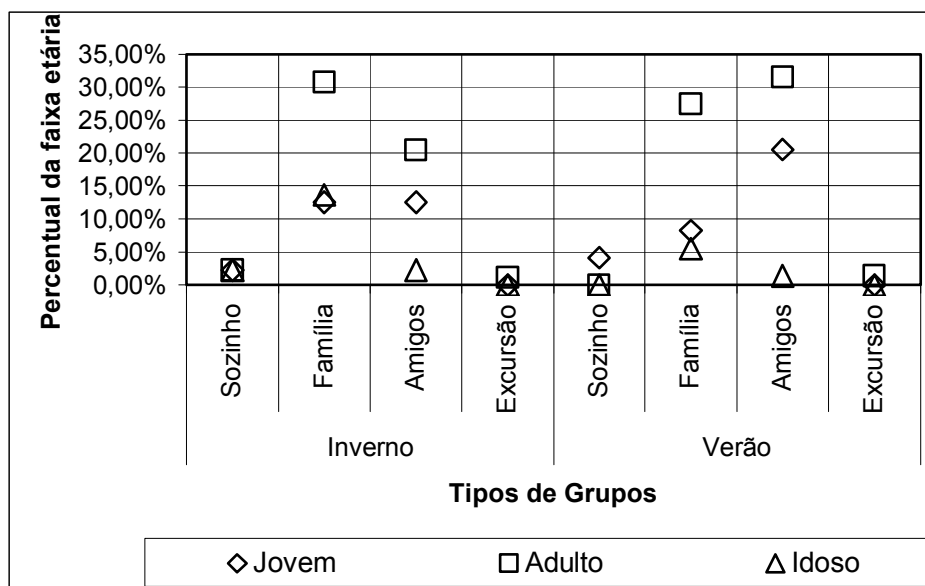 Percentual da faixa etária
35,00%
30,00%
25,00%
20,00%
15,00%
10,00%
5,00%
0,00%
Sozinho
Família
Amigos
Excursão
Sozinho
Família
Amigos
Excursão
Inverno
Verão
Tipos de Grupos
Jovem
Adulto
Idoso